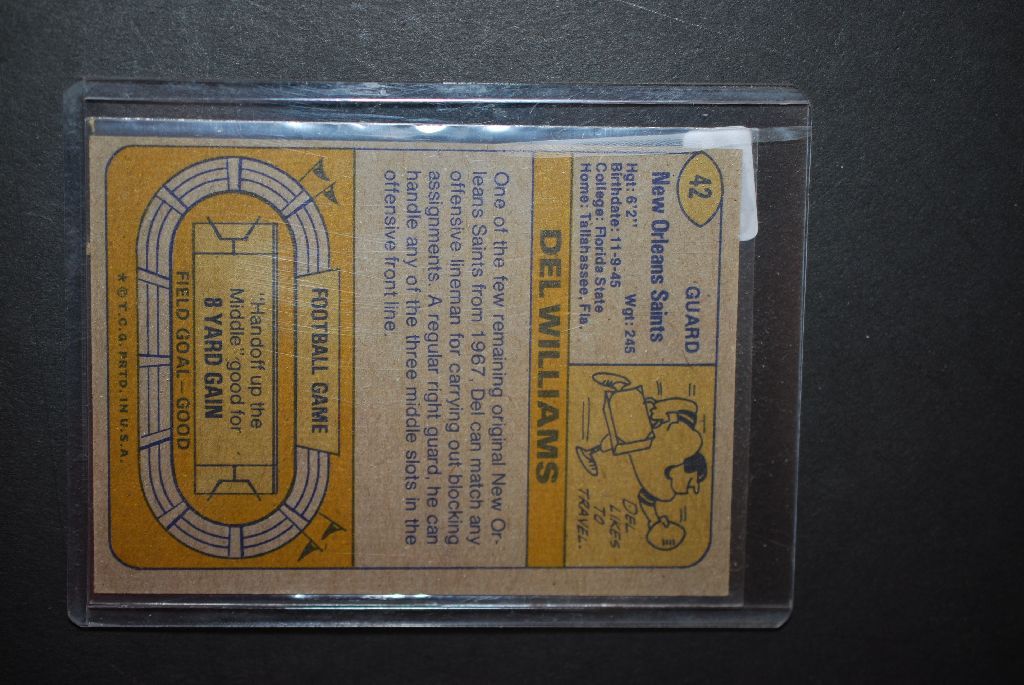 42
GUARD
New Orleans Saints
Hgt: 6'2" Wgt: 245
Birthdate: 11-9-45
College: Florida State
Home: Tallahassee, Fla.
DEL
LIKES
TO
TRAVEL.
DEL WILLIAMS
One of the few remaining original New Or-
leans Saints from 1967, Del can match any
offensive lineman for carrying out blocking
assignments. A regular right guard, he can
handle any of the three middle slots in the
offensive front line.
FOOTBALL GAME
"Handoff up the
Middle" good for
8 YARD GAIN
FIELD GOAL—GOOD
★ © T.C.G. PRTD. IN U.S.A.